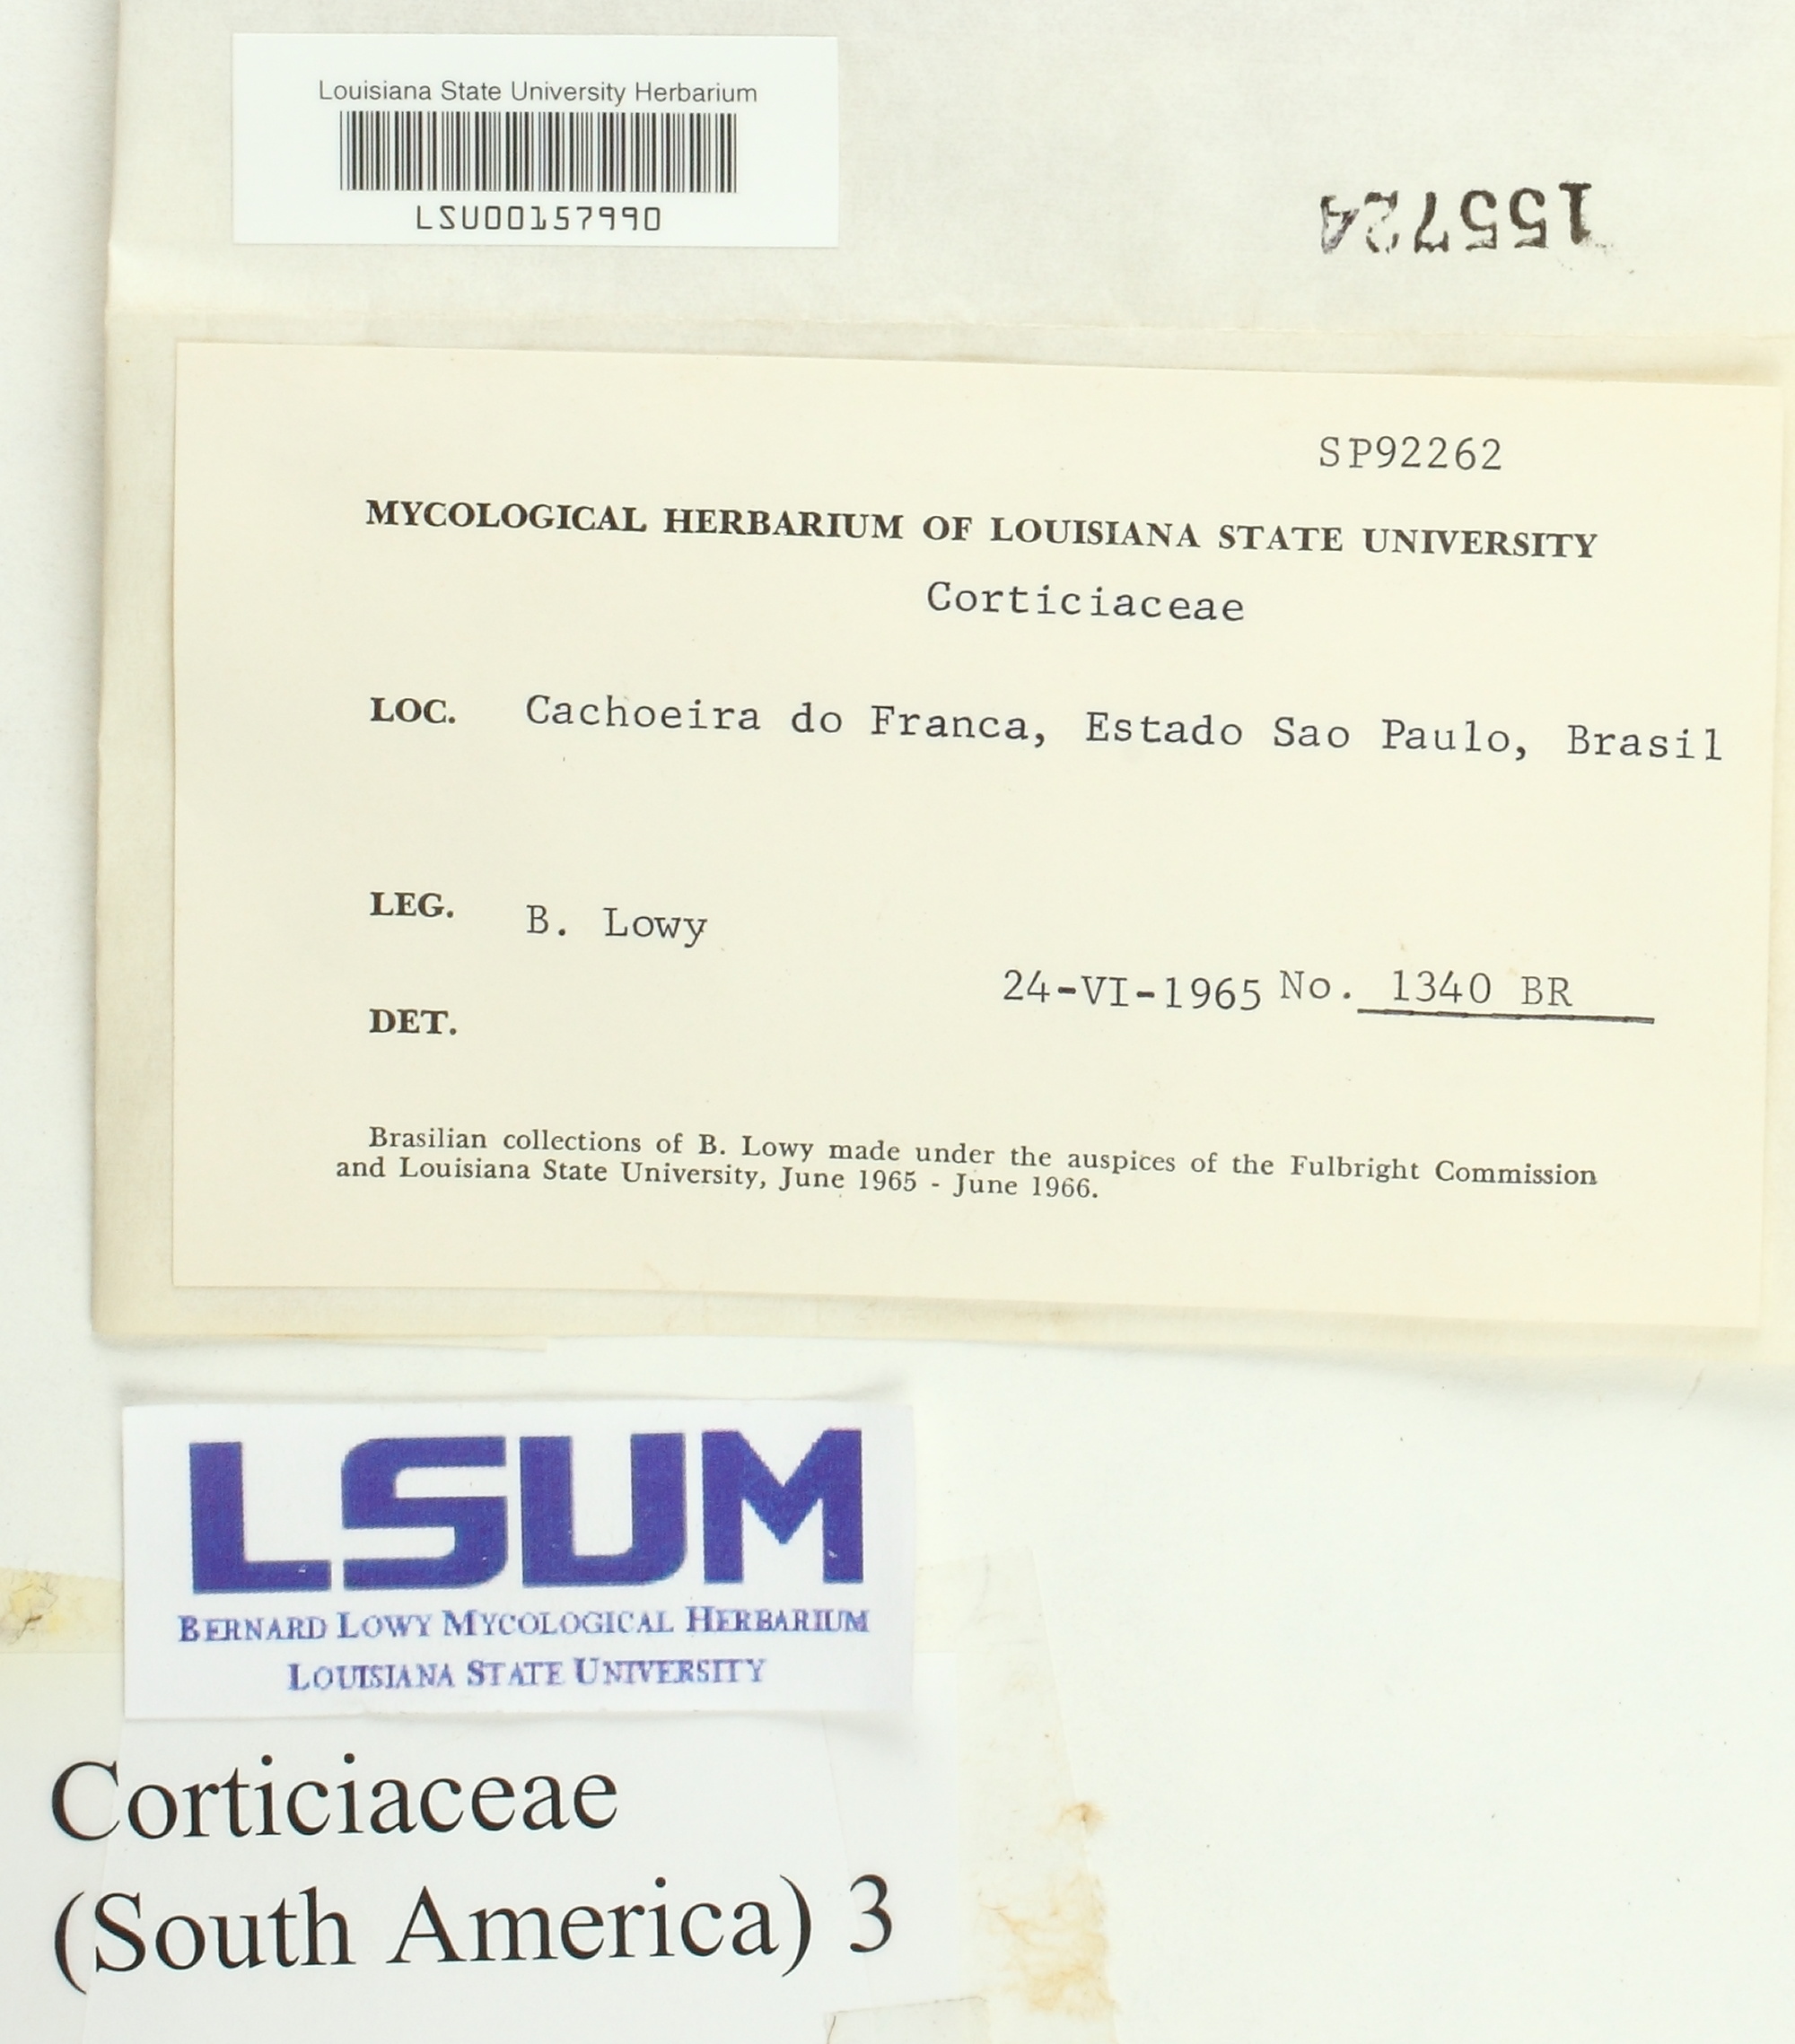 Louisiana State University Herbarium
LSU00157990
155724
SP92262
MYCOLOGICAL HERBARIUM OF LOUISIANA STATE UNIVERSITY
Corticiaceae
LOC. Cachoeira do Franca, Estado Sao Paulo, Brasil
LEG. B. Lowy
24-VI-1965 No. 1340 BR
DET.
Brasilian collections of B. Lowy made under the auspices of the Fulbright Commission
and Louisiana State University, June 1965 - June 1966.
LSUM
BERNARD LOWY MYCOLOGICAL HERBARIUM
LOUISIANA STATE UNIVERSITY
Corticiaceae
(South America) 3